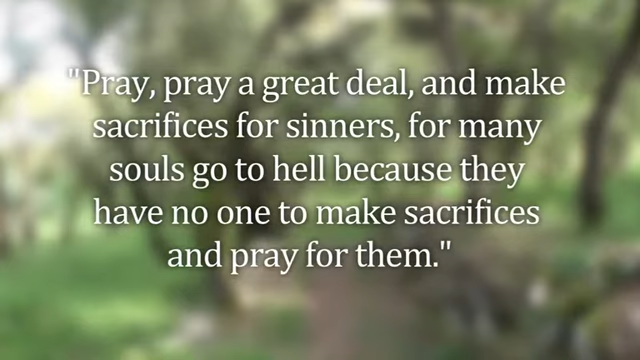 "Pray, pray a great deal, and make
sacrifices for sinners, for many
souls go to hell because they
have no one to make sacrifices
and pray for them."